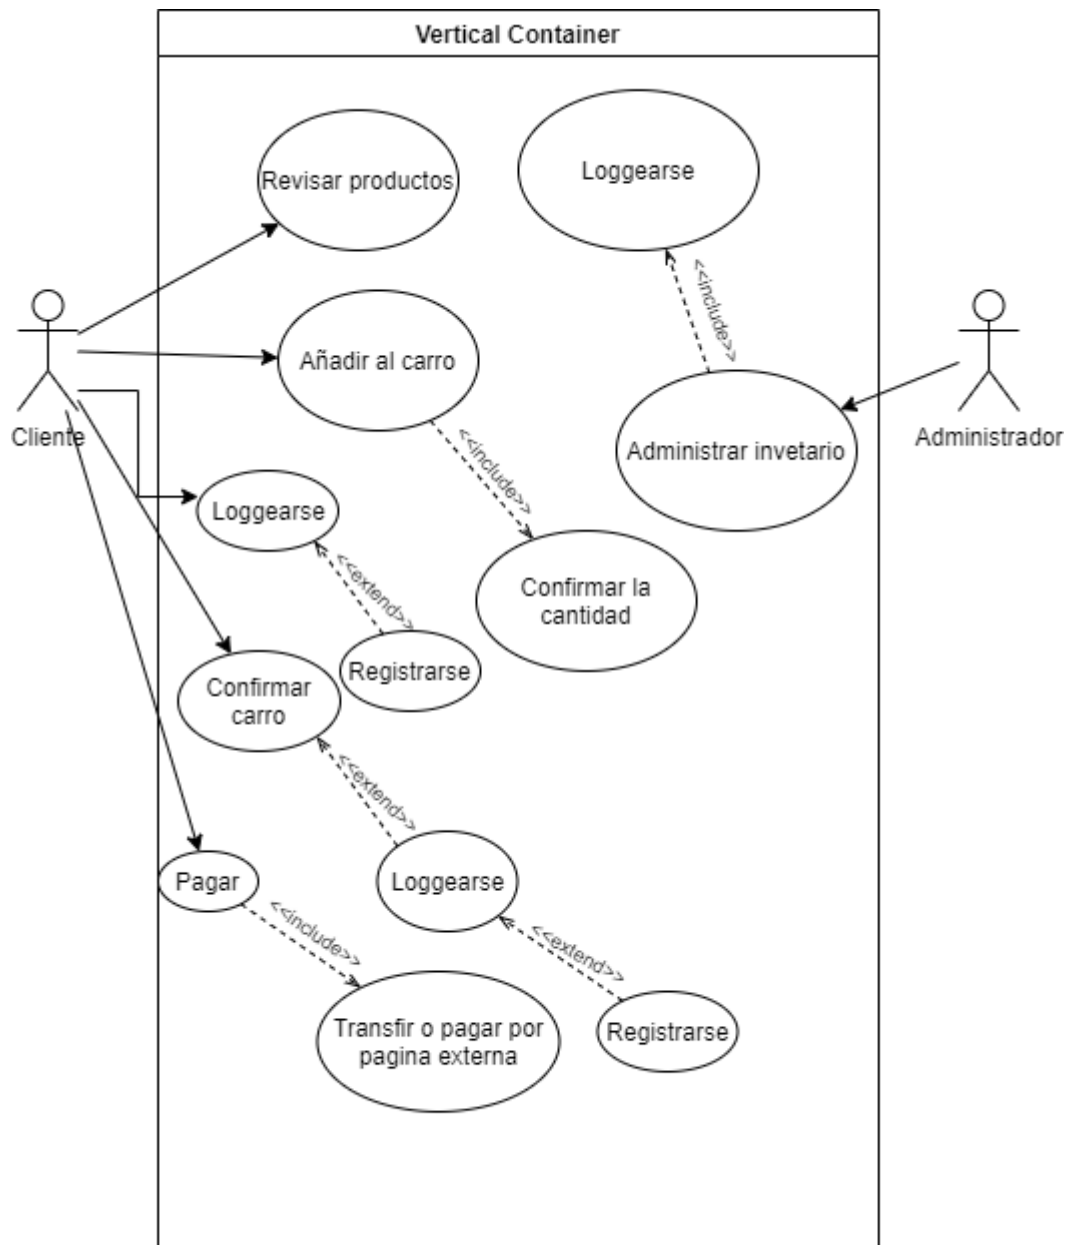 Vertical Container
Revisar productos
Loggearse
<<include>>
Añadir al carro
Cliente
Administrar invetario
Administrador
<<include>>
Loggearse
<<extend>>
Confirmar la
cantidad
Registrarse
Confirmar
carro
<<extend>>
Pagar
Loggearse
<<include>>
<<extend>>
Transfir o pagar por
pagina externa
Registrarse